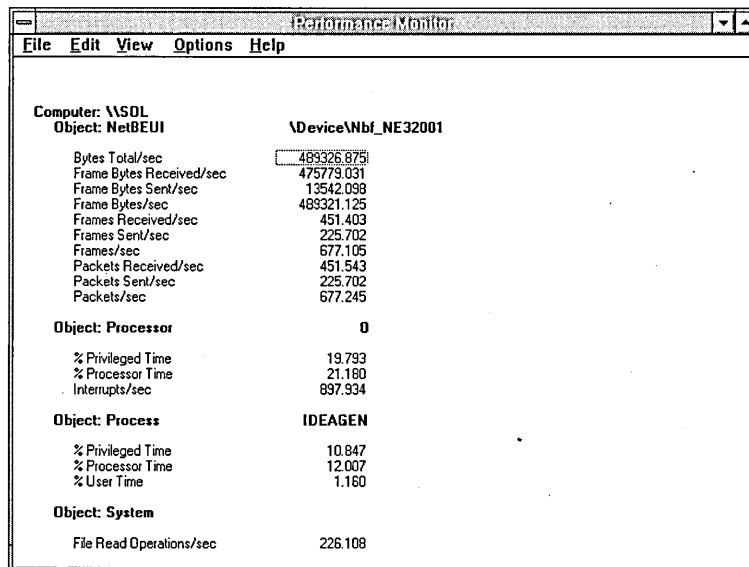 Performance Monitor
File Edit View Options Help
Computer: \\SOL
Object: NetBEUI \Device\Nbf_NE32001
Bytes Total/sec 489326.875
Frame Bytes Received/sec 475779.031
Frame Bytes Sent/sec 13542.098
Frame Bytes/sec 489321.125
Frames Received/sec 451.403
Frames Sent/sec 225.702
Frames/sec 677.105
Packets Received/sec 451.543
Packets Sent/sec 225.702
Packets/sec 677.245
Object: Processor 0
% Privileged Time 19.793
% Processor Time 21.180
Interrupts/sec 897.934
Object: Process IDEAGEN
% Privileged Time 10.847
% Processor Time 12.007
% User Time 1.160
Object: System
File Read Operations/sec 226.108